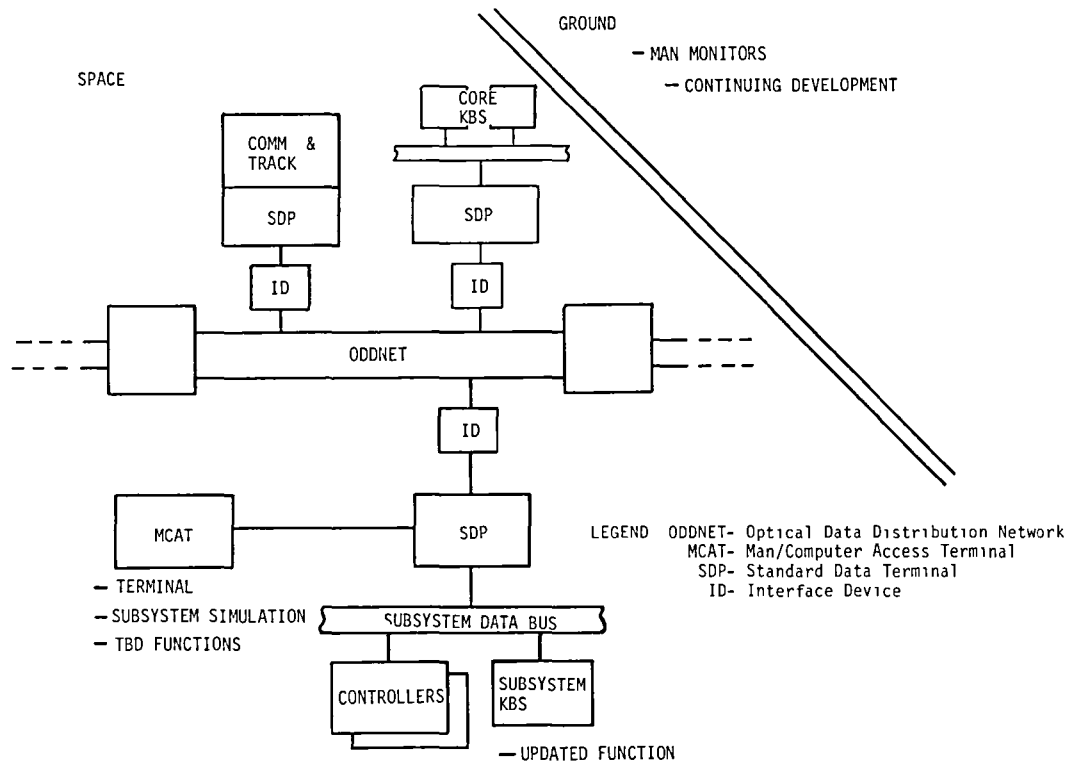 GROUND
— MAN MONITORS
— CONTINUING DEVELOPMENT
SPACE
CORE
KBS
COMM &
TRACK
SDP
SDP
ID
ID
ODDNET
ID
MCAT
SDP
— TERMINAL
— SUBSYSTEM SIMULATION
— TBD FUNCTIONS
LEGEND ODDNET- Optical Data Distribution Network
MCAT- Man/Computer Access Terminal
SDP- Standard Data Terminal
ID- Interface Device
SUBSYSTEM DATA BUS
CONTROLLERS
SUBSYSTEM
KBS
— UPDATED FUNCTION